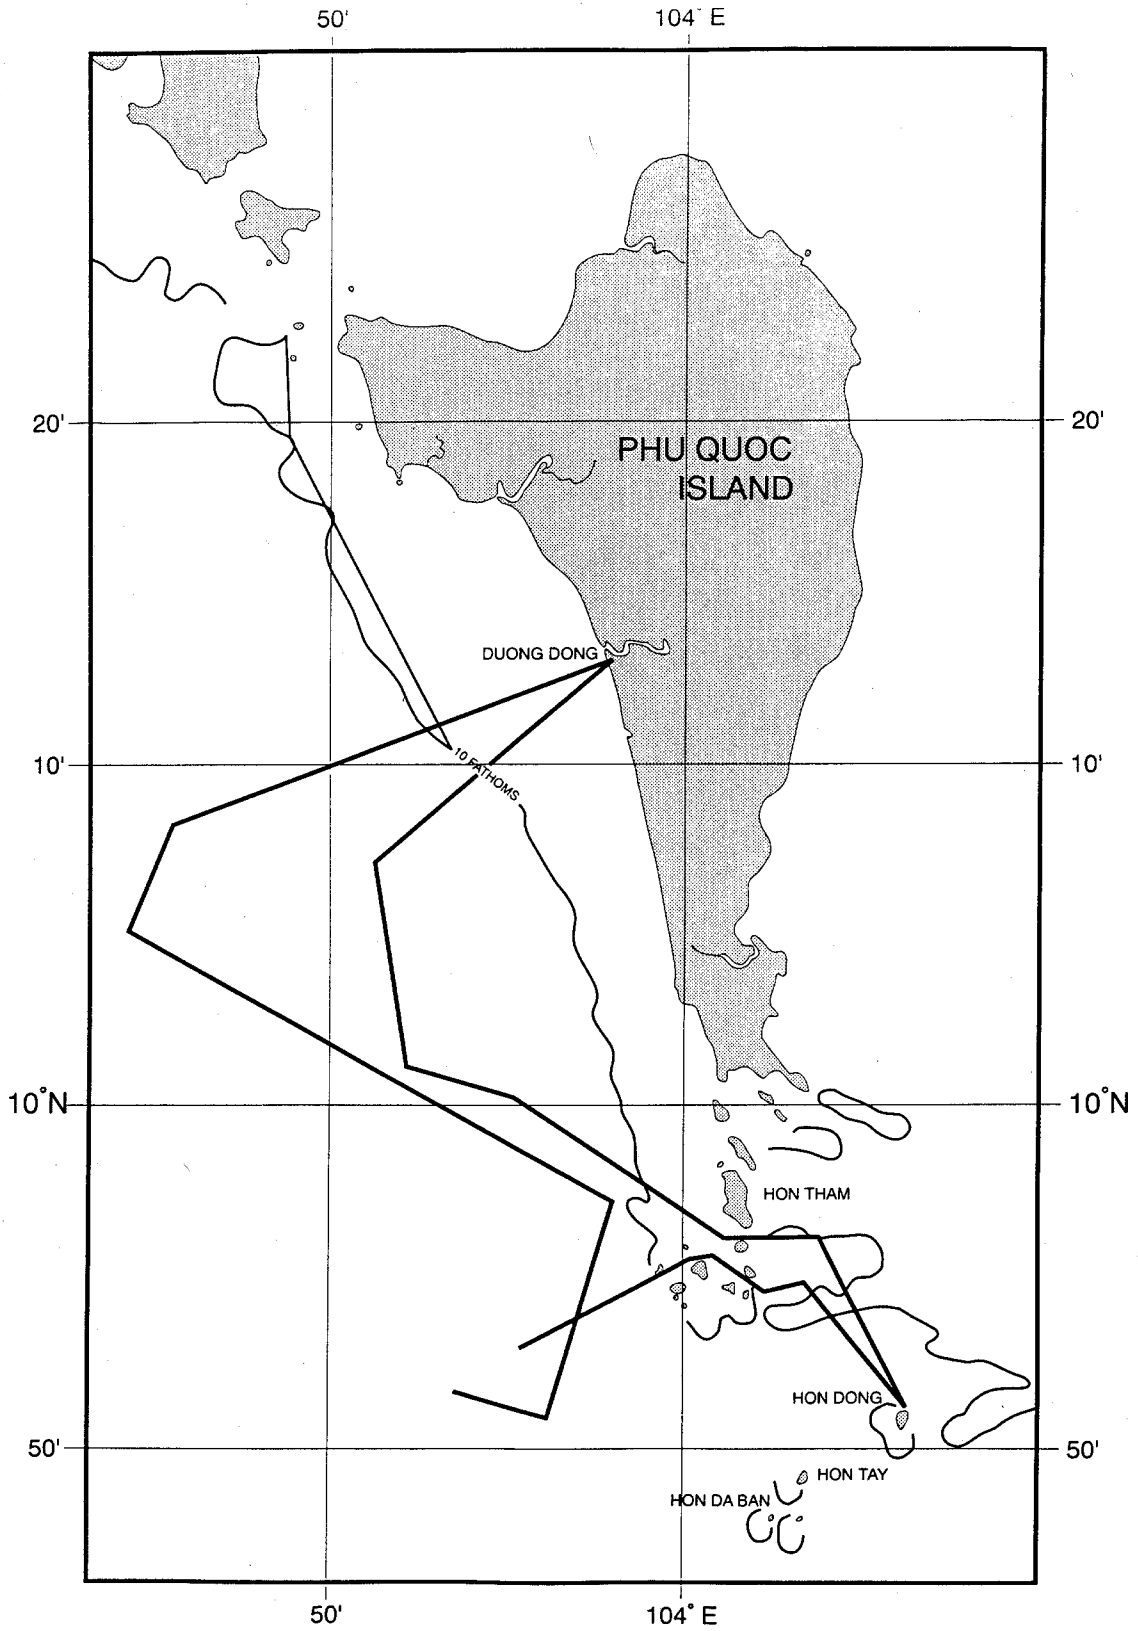 50'
104° E
20'
20'
PHU QUOC
ISLAND
DUONG DONG
10'
10 FATHOMS
10'
10°N
10°N
HON THAM
HON DONG
50'
50'
HON TAY
HON DA BAN
50'
104° E